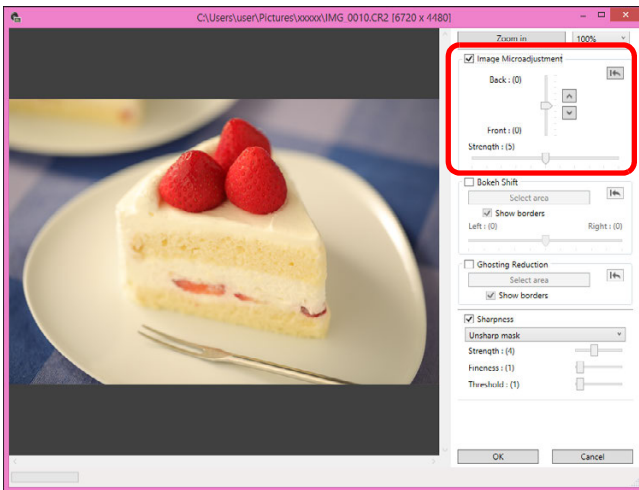 C:\Users\user\Pictures\xxxxx\IMG_0010.CR2 [6720 x 4480]
Zoom in 100%
Image Microadjustment
Back : (0)
Front : (0)
Strength : (5)
Bokeh Shift
Select area
Show borders
Left : (0) Right : (0)
Ghosting Reduction
Select area
Show borders
Sharpness
Unsharp mask
Strength : (4)
Fineness : (1)
Threshold : (1)
OK Cancel